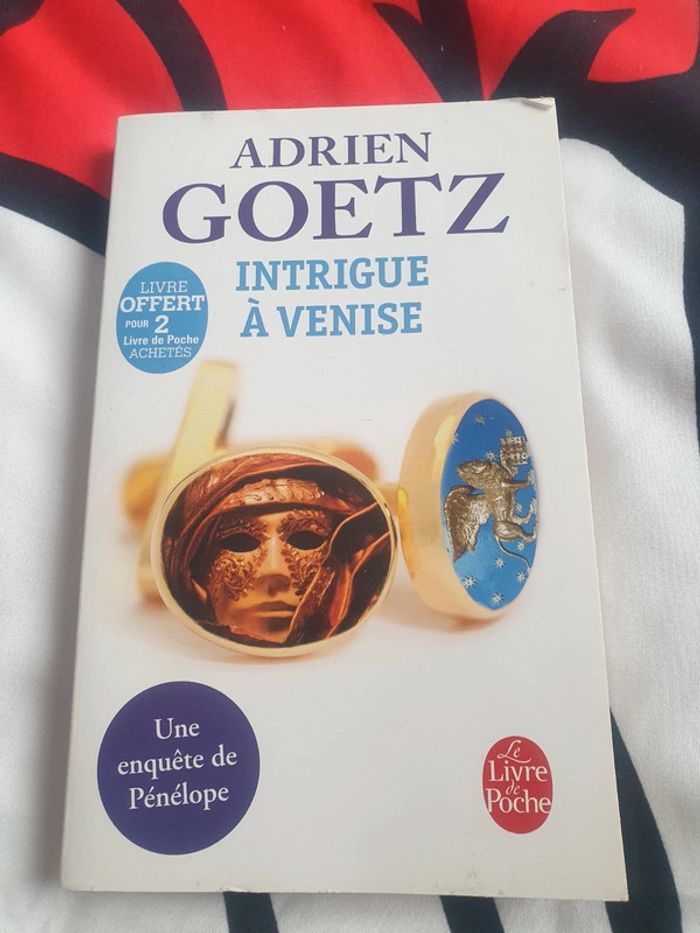 ADRIEN
GOETZ
INTRIGUE
À VENISE
LIVRE
OFFERT
POUR 2
Livre de Poche
ACHETÉS
Une
enquête de
Pénélope
Le
Livre
de
Poche